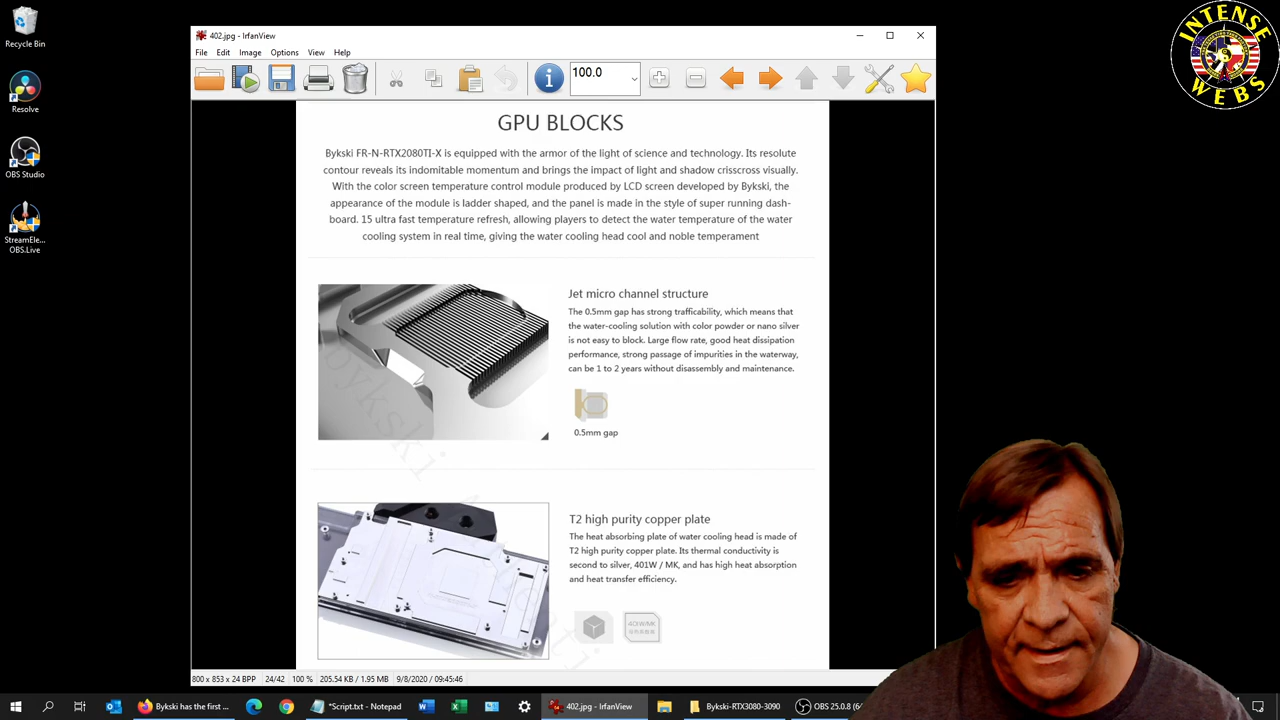 Recycle Bin
Resolve
OBS Studio
StreamEle...
OBS.Live
402.jpg - IrfanView
File Edit Image Options View Help
100.0
GPU BLOCKS
Bykski FR-N-RTX2080TI-X is equipped with the armor of the light of science and technology. Its resolute
contour reveals its indomitable momentum and brings the impact of light and shadow crisscross visually.
With the color screen temperature control module produced by LCD screen developed by Bykski, the
appearance of the module is ladder shaped, and the panel is made in the style of super running dash-
board. 15 ultra fast temperature refresh, allowing players to detect the water temperature of the water
cooling system in real time, giving the water cooling head cool and noble temperament
Jet micro channel structure
The 0.5mm gap has strong trafficability, which means that
the water-cooling solution with color powder or nano silver
is not easy to block. Large flow rate, good heat dissipation
performance, strong passage of impurities in the waterway,
can be 1 to 2 years without disassembly and maintenance.
0.5mm gap
bykski
T2 high purity copper plate
The heat absorbing plate of water cooling head is made of
T2 high purity copper plate. Its thermal conductivity is
second to silver, 401W / MK, and has high heat absorption
and heat transfer efficiency.
401W/MK
800 x 853 x 24 BPP 24/42 100 % 205.54 KB / 1.95 MB 9/8/2020 / 09:45:46
INTENSE
WEBS
Bykski has the first ...
*Script.txt - Notepad
402.jpg - IrfanView
Bykski-RTX3080-3090
OBS 25.0.8